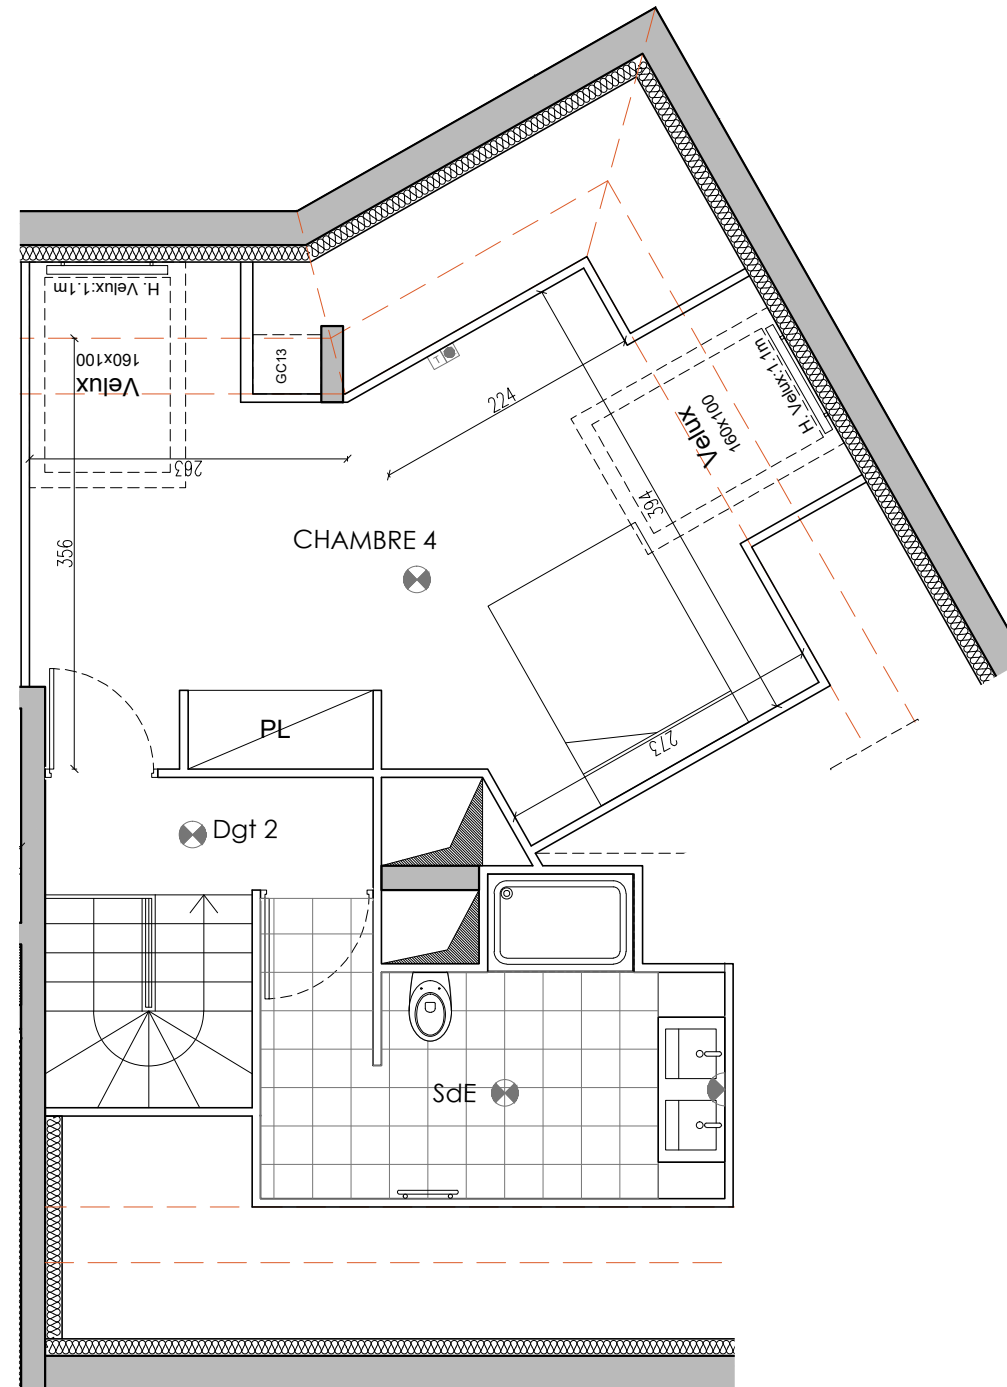 H. Velux:1.1m
Velux
160x100
GC13
T
224
H. Velux:1.1m
Velux
160x100
263
394
356
CHAMBRE 4
PL
273
Dgt 2
SdE